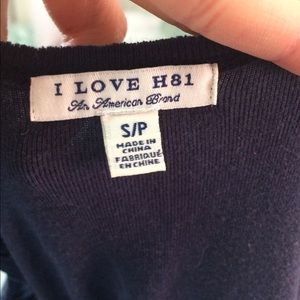 I LOVE H81
An American Brand
S/P
MADE IN
CHINA
FABRIQUÉ
EN CHINE